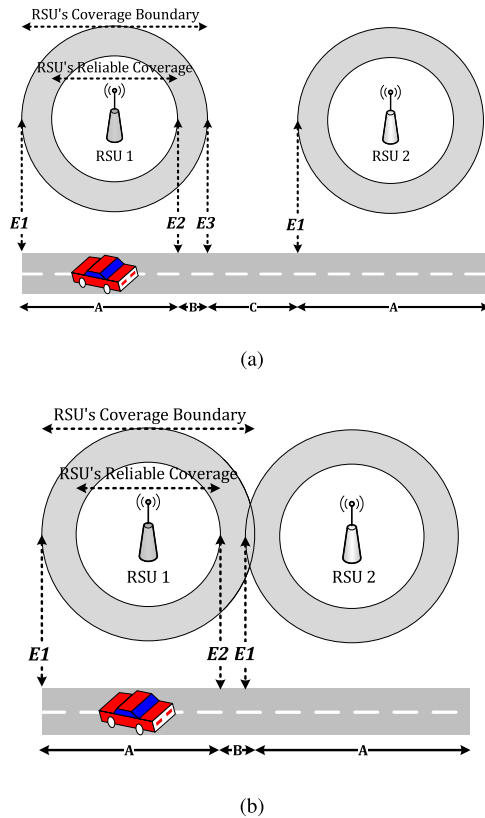 RSU's Coverage Boundary
RSU's Reliable Coverage
RSU 1
RSU 2
E1
E2
E3
E1
A
B
C
A
(a)
RSU's Coverage Boundary
RSU's Reliable Coverage
RSU 1
RSU 2
E1
E2
E1
A
B
A
(b)